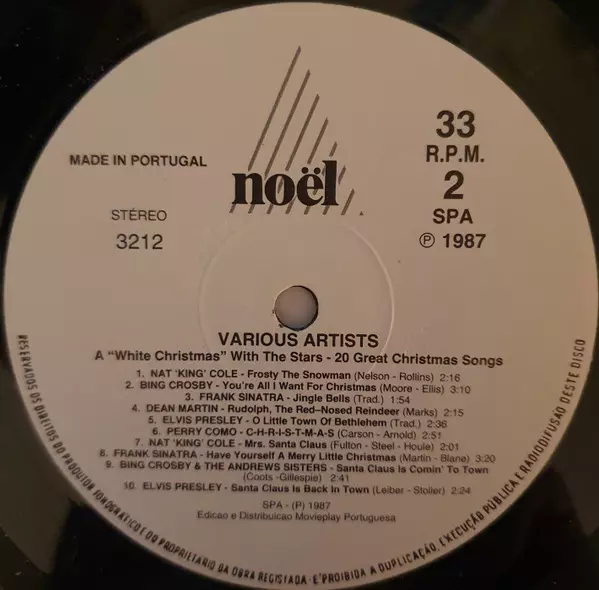 noël
MADE IN PORTUGAL
STÉREO
3212
33
R.P.M.
2
SPA
Ⓟ 1987
VARIOUS ARTISTS
A "White Christmas" With The Stars - 20 Great Christmas Songs
1. NAT 'KING' COLE - Frosty The Snowman (Nelson - Rollins) 2:16
2. BING CROSBY - You're All I Want For Christmas (Moore - Ellis) 3:10
3. FRANK SINATRA - Jingle Bells (Trad.) 1:54
4. DEAN MARTIN - Rudolph, The Red-Nosed Reindeer (Marks) 2:15
5. ELVIS PRESLEY - O Little Town Of Bethlehem (Trad.) 2:36
6. PERRY COMO - C-H-R-I-S-T-M-A-S (Carson - Arnold) 2:51
7. NAT 'KING' COLE - Mrs. Santa Claus (Fulton - Steel - Houle) 2:01
8. FRANK SINATRA - Have Yourself A Merry Little Christmas (Martin - Blane) 3:20
9. BING CROSBY & THE ANDREWS SISTERS - Santa Claus Is Comin' To Town
(Coots -Gillespie) 2:41
10. ELVIS PRESLEY - Santa Claus Is Back In Town (Leiber - Stoller) 2:24
SPA - (P) 1987
Edicao e Distribuicao Movieplay Portuguesa
RESERVADOS OS DIREITOS DO PRODUTOR FONOGRÁFICO E DO PROPRIETÁRIO DA OBRA REGISTADA - É PROIBIDA A DUPLICAÇÃO, EXECUÇÃO PÚBLICA E RADIODIFUSÃO DESTE DISCO